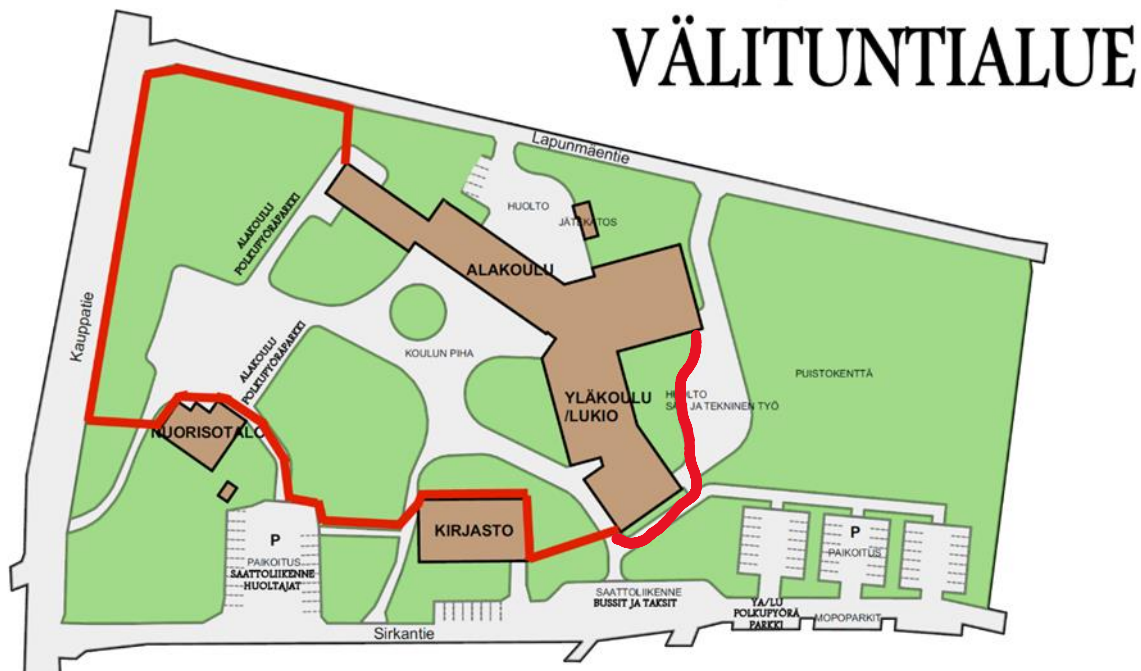 VÄLITUNTIALUE
Lapunmäentie
Kauppatie
ALAKOULU
POLKUPYÖRÄPARKKI
HUOLTO
JÄTEKATOS
ALAKOULU
ALAKOULU
POLKUPYÖRÄPARKKI
KOULUN PIHA
YLÄKOULU
/LUKIO
HUOLTO
JA TEKNINEN TYÖ
PUISTOKENTTÄ
NUORISOTALO
KIRJASTO
P
PAIKOITUS
SAATTOLIIKENNE
HUOLTAJAT
P
PAIKOITUS
SAATTOLIIKENNE
BUSSIT JA TAKSIT
YA/LU
POLKUPYÖRÄ
PARKKI
MOPOPARKIT
Sirkantie